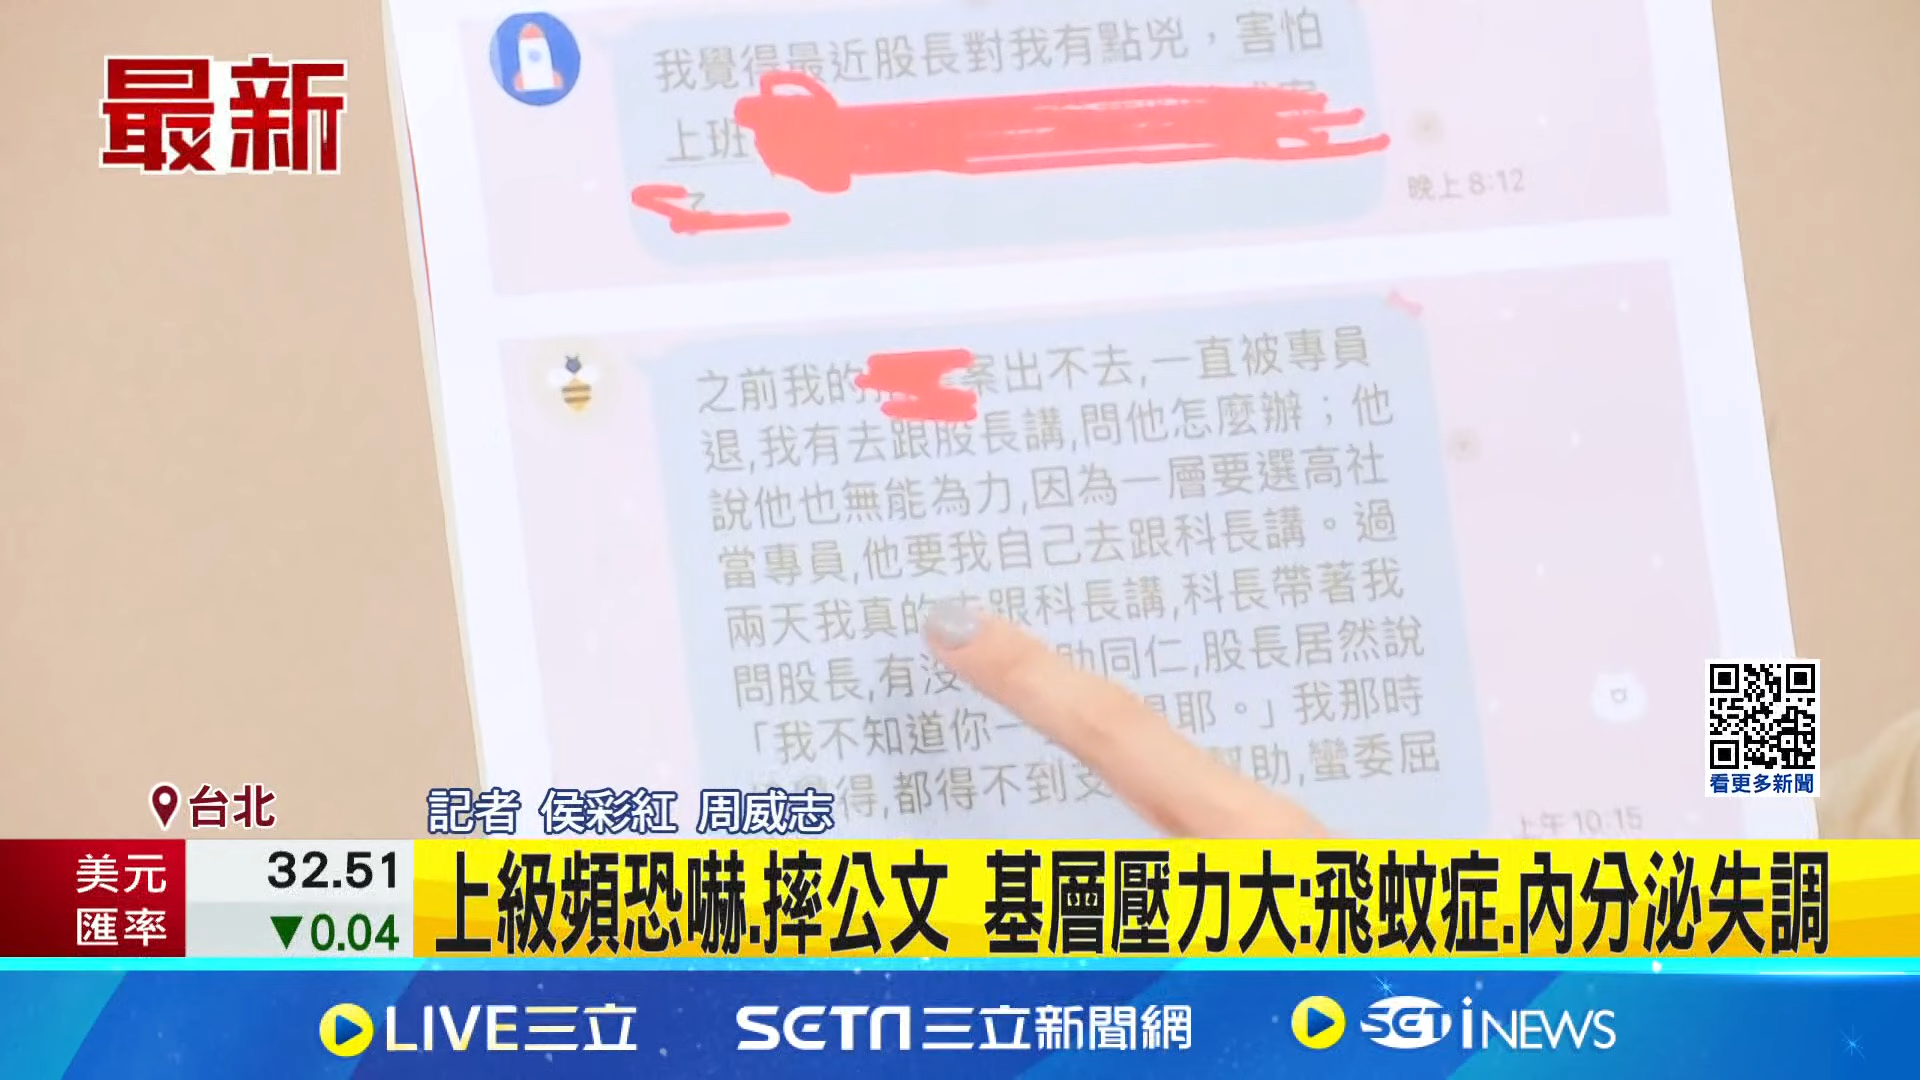 最新
我覺得最近股長對我有點兇，害怕
上班
了
晚上8:12
之前我的 案出不去,一直被專員
退,我有去跟股長講,問他怎麼辦；他
說他也無能為力,因為一層要選高社
當專員,他要我自己去跟科長講。過
兩天我真的去跟科長講,科長帶著我
問股長,有沒 助同仁,股長居然說
「我不知道你一 耶。」我那時
得,都得不到支 幫助,蠻委屈
上午10:15
看更多新聞
台北
記者 侯彩紅 周威志
美元 32.51
匯率 ▼0.04
上級頻恐嚇.摔公文 基層壓力大:飛蚊症.內分泌失調
LIVE三立 SETN三立新聞網 SET iNEWS